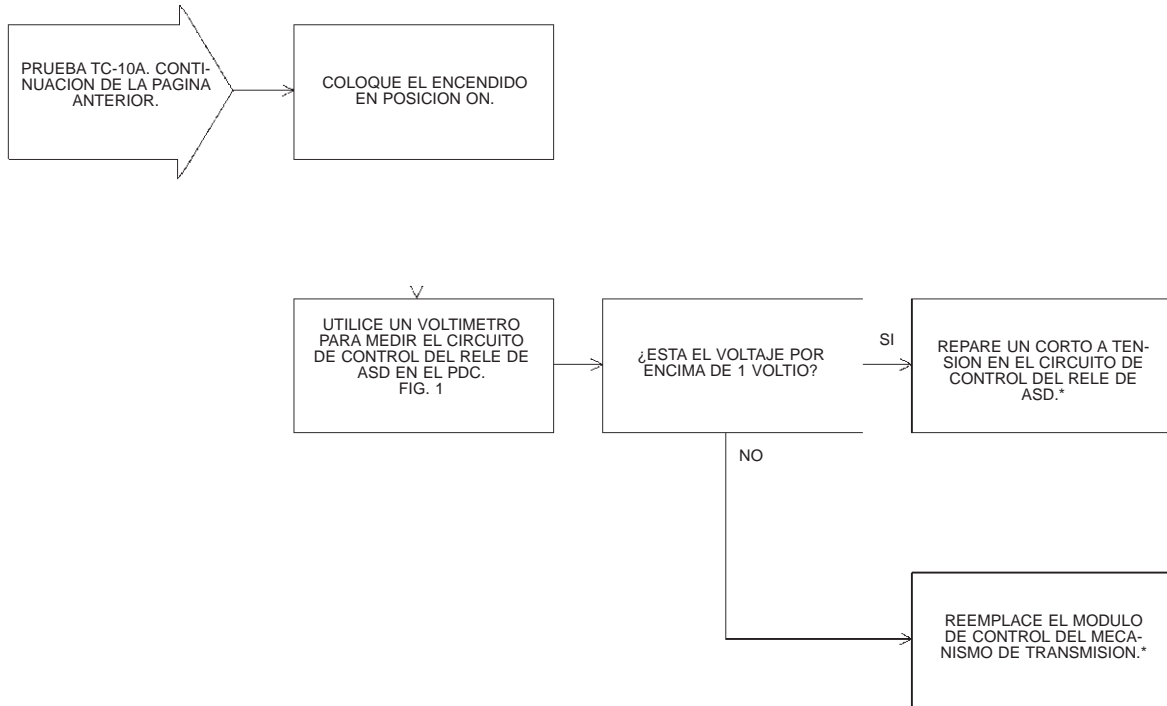 PRUEBA TC-10A. CONTI-
NUACION DE LA PAGINA
ANTERIOR.
COLOQUE EL ENCENDIDO
EN POSICION ON.
UTILICE UN VOLTIMETRO
PARA MEDIR EL CIRCUITO
DE CONTROL DEL RELE DE
ASD EN EL PDC.
FIG. 1
¿ESTA EL VOLTAJE POR
ENCIMA DE 1 VOLTIO?
SI
REPARE UN CORTO A TEN-
SION EN EL CIRCUITO DE
CONTROL DEL RELE DE
ASD.*
NO
REEMPLACE EL MODULO
DE CONTROL DEL MECA-
NISMO DE TRANSMISION.*